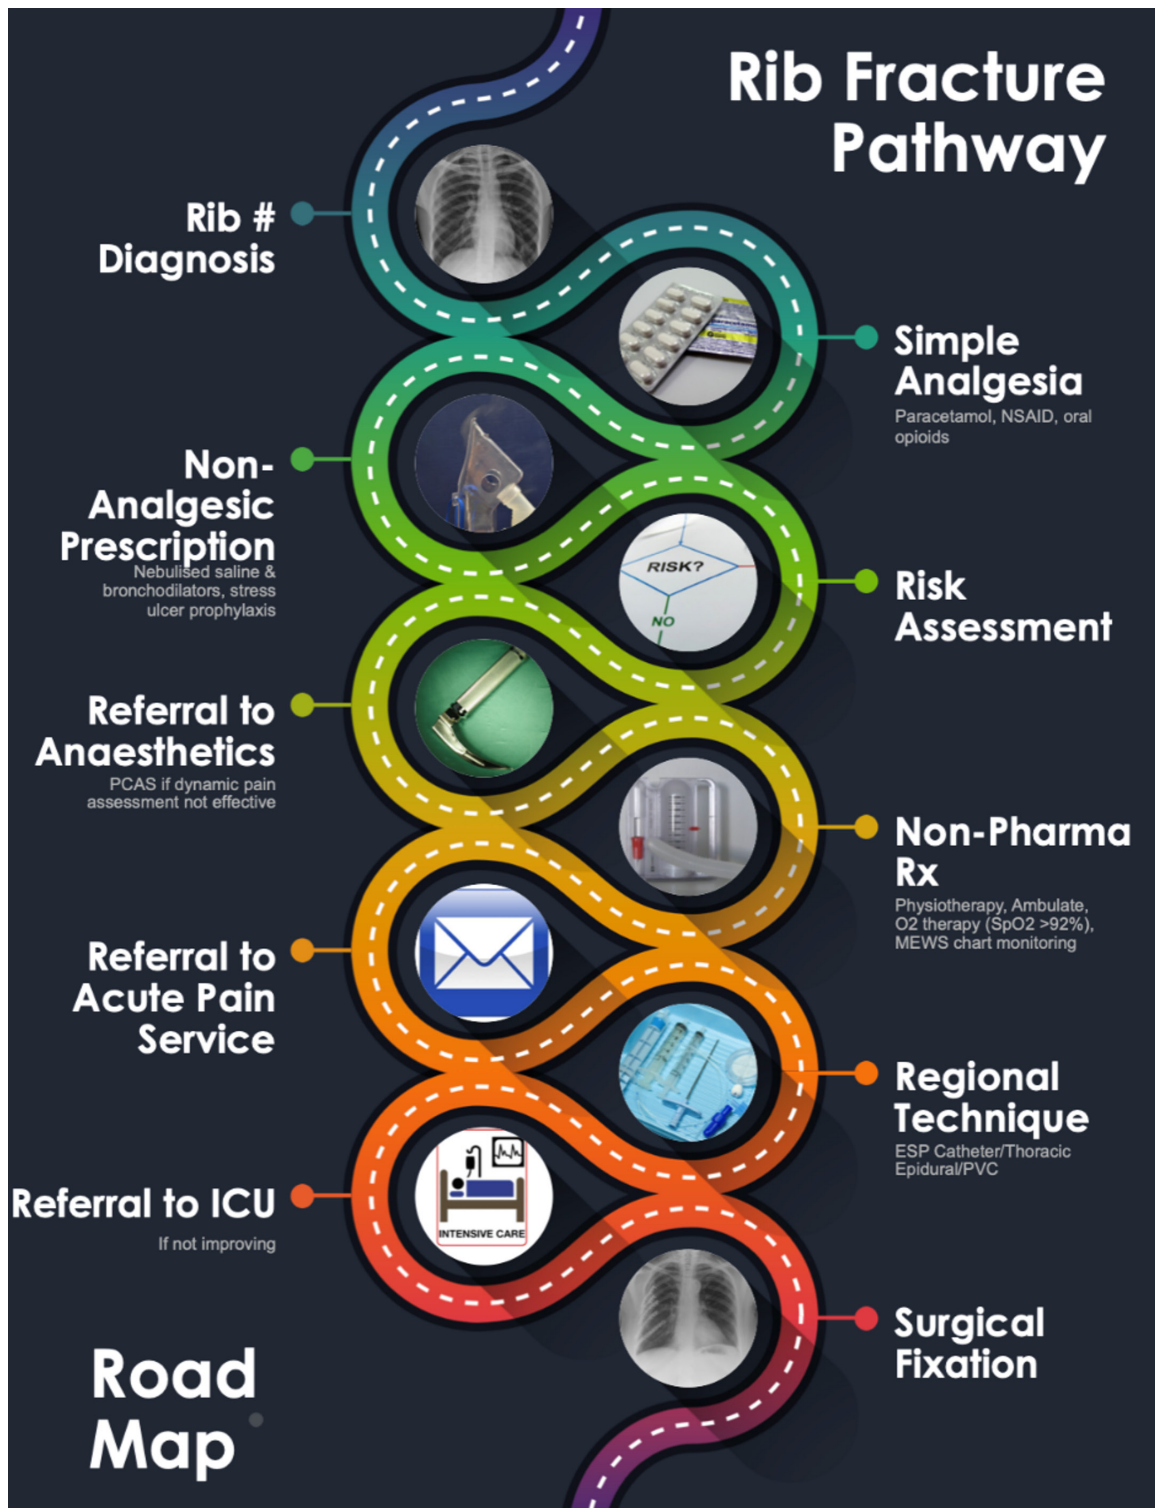 Rib Fracture
Pathway
Rib #
Diagnosis
Simple
Analgesia
Paracetamol, NSAID, oral
opioids
Non-
Analgesic
Prescription
Nebulised saline &
bronchodilators, stress
ulcer prophylaxis
RISK?
NO
Risk
Assessment
Referral to
Anaesthetics
PCAS if dynamic pain
assessment not effective
Non-Pharma
Rx
Physiotherapy, Ambulate,
O2 therapy (SpO2 >92%),
MEWS chart monitoring
Referral to
Acute Pain
Service
Regional
Technique
ESP Catheter/Thoracic
Epidural/PVC
Referral to ICU
If not improving
INTENSIVE CARE
Surgical
Fixation
Road
Map